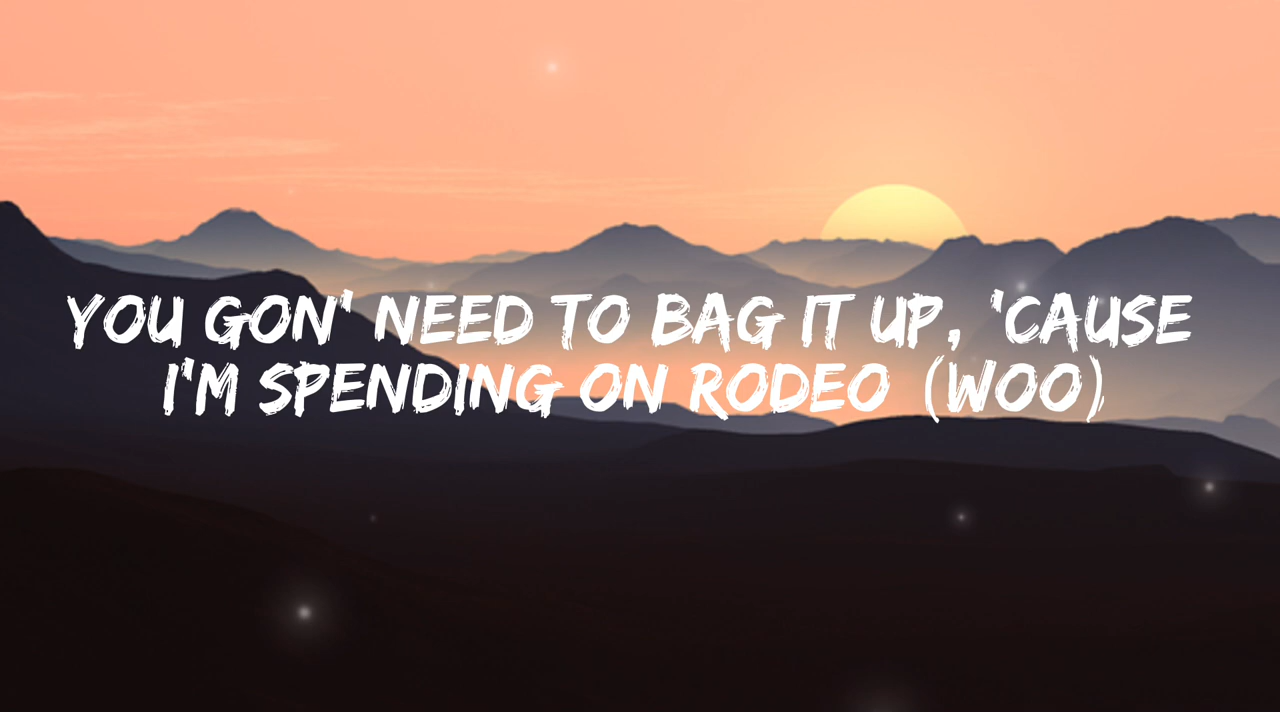 YOU GON' NEED TO BAG IT UP, 'CAUSE
I'M SPENDING ON RODEO (WOO)